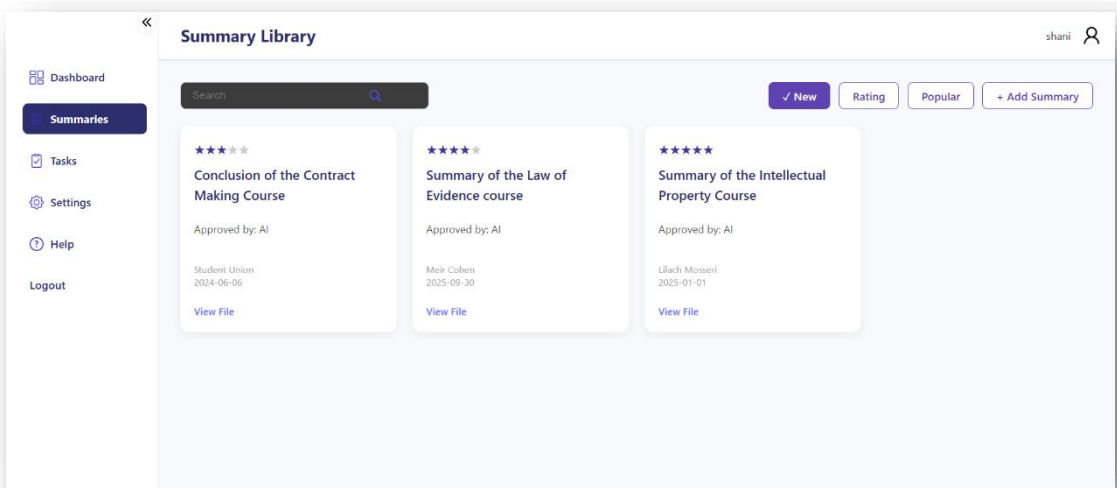 «
Summary Library
shani
Dashboard
Summaries
Tasks
Settings
? Help
Logout
Search
✓ New
Rating
Popular
+ Add Summary
★★★★★
Conclusion of the Contract
Making Course
Approved by: AI
Student Union
2024-06-06
View File
★★★★★
Summary of the Law of
Evidence course
Approved by: AI
Meir Cohen
2025-09-30
View File
★★★★★
Summary of the Intellectual
Property Course
Approved by: AI
Lilach Mosseri
2025-01-01
View File